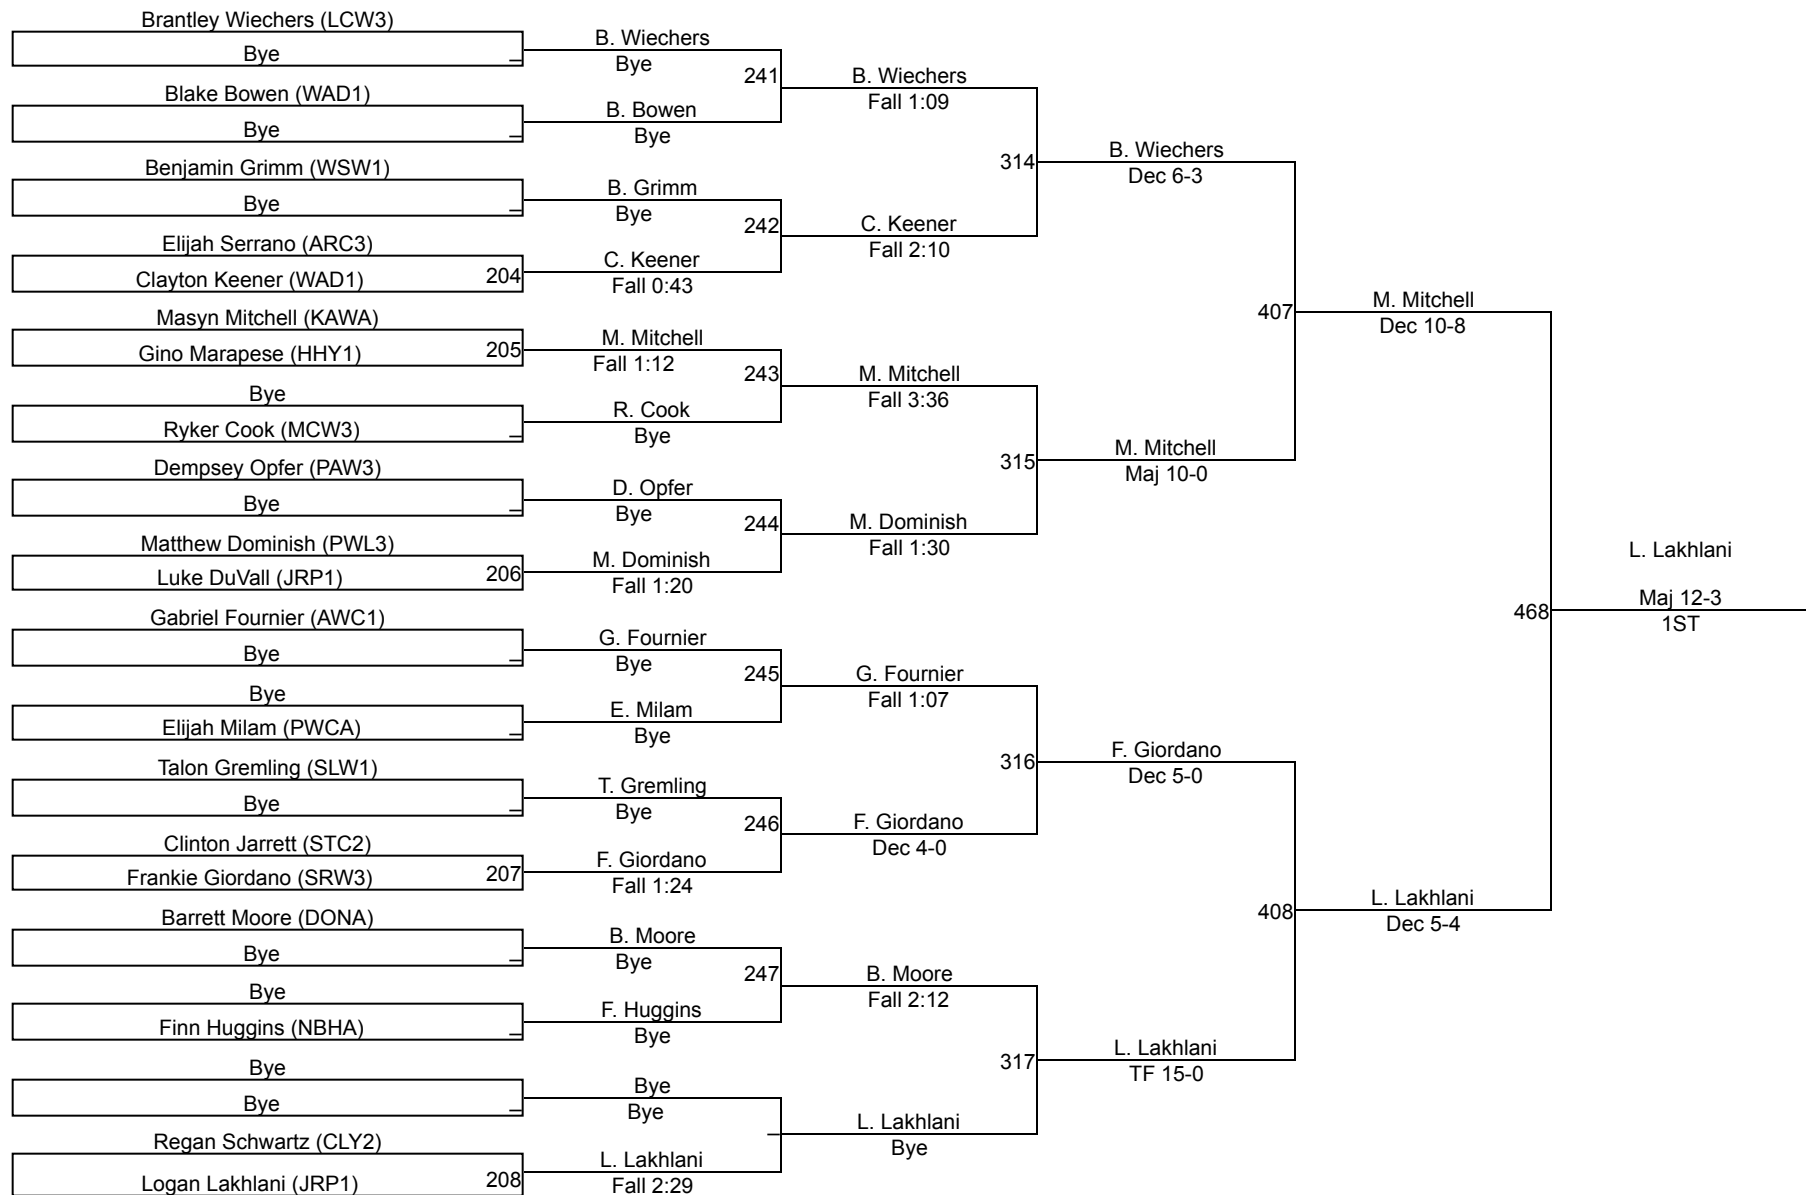 Brantley Wiechers (LCW3)
Bye _
Blake Bowen (WAD1)
Bye _
Benjamin Grimm (WSW1)
Bye _
Elijah Serrano (ARC3)
Clayton Keener (WAD1) 204
Masyn Mitchell (KAWA)
Gino Marapese (HHY1) 205
Bye
Ryker Cook (MCW3) _
Dempsey Opfer (PAW3)
Bye _
Matthew Dominish (PWL3)
Luke DuVall (JRP1) 206
Gabriel Fournier (AWC1)
Bye _
Bye
Elijah Milam (PWCA) _
Talon Gremling (SLW1)
Bye _
Clinton Jarrett (STC2)
Frankie Giordano (SRW3) 207
Barrett Moore (DONA)
Bye _
Bye
Finn Huggins (NBHA) _
Bye
Bye _
Regan Schwartz (CLY2)
Logan Lakhlani (JRP1) 208
B. Wiechers
Bye
241
B. Bowen
Bye
B. Grimm
Bye
242
C. Keener
Fall 0:43
M. Mitchell
Fall 1:12
243
R. Cook
Bye
D. Opfer
Bye
244
M. Dominish
Fall 1:20
G. Fournier
Bye
245
E. Milam
Bye
T. Gremling
Bye
246
F. Giordano
Fall 1:24
B. Moore
Bye
247
F. Huggins
Bye
Bye
Bye
_
L. Lakhlani
Fall 2:29
B. Wiechers
Fall 1:09
314
C. Keener
Fall 2:10
M. Mitchell
Fall 3:36
315
M. Dominish
Fall 1:30
G. Fournier
Fall 1:07
316
F. Giordano
Dec 4-0
B. Moore
Fall 2:12
317
L. Lakhlani
Bye
B. Wiechers
Dec 6-3
407
M. Mitchell
Maj 10-0
F. Giordano
Dec 5-0
408
L. Lakhlani
TF 15-0
M. Mitchell
Dec 10-8
468
L. Lakhlani
Dec 5-4
L. Lakhlani
Maj 12-3
1ST